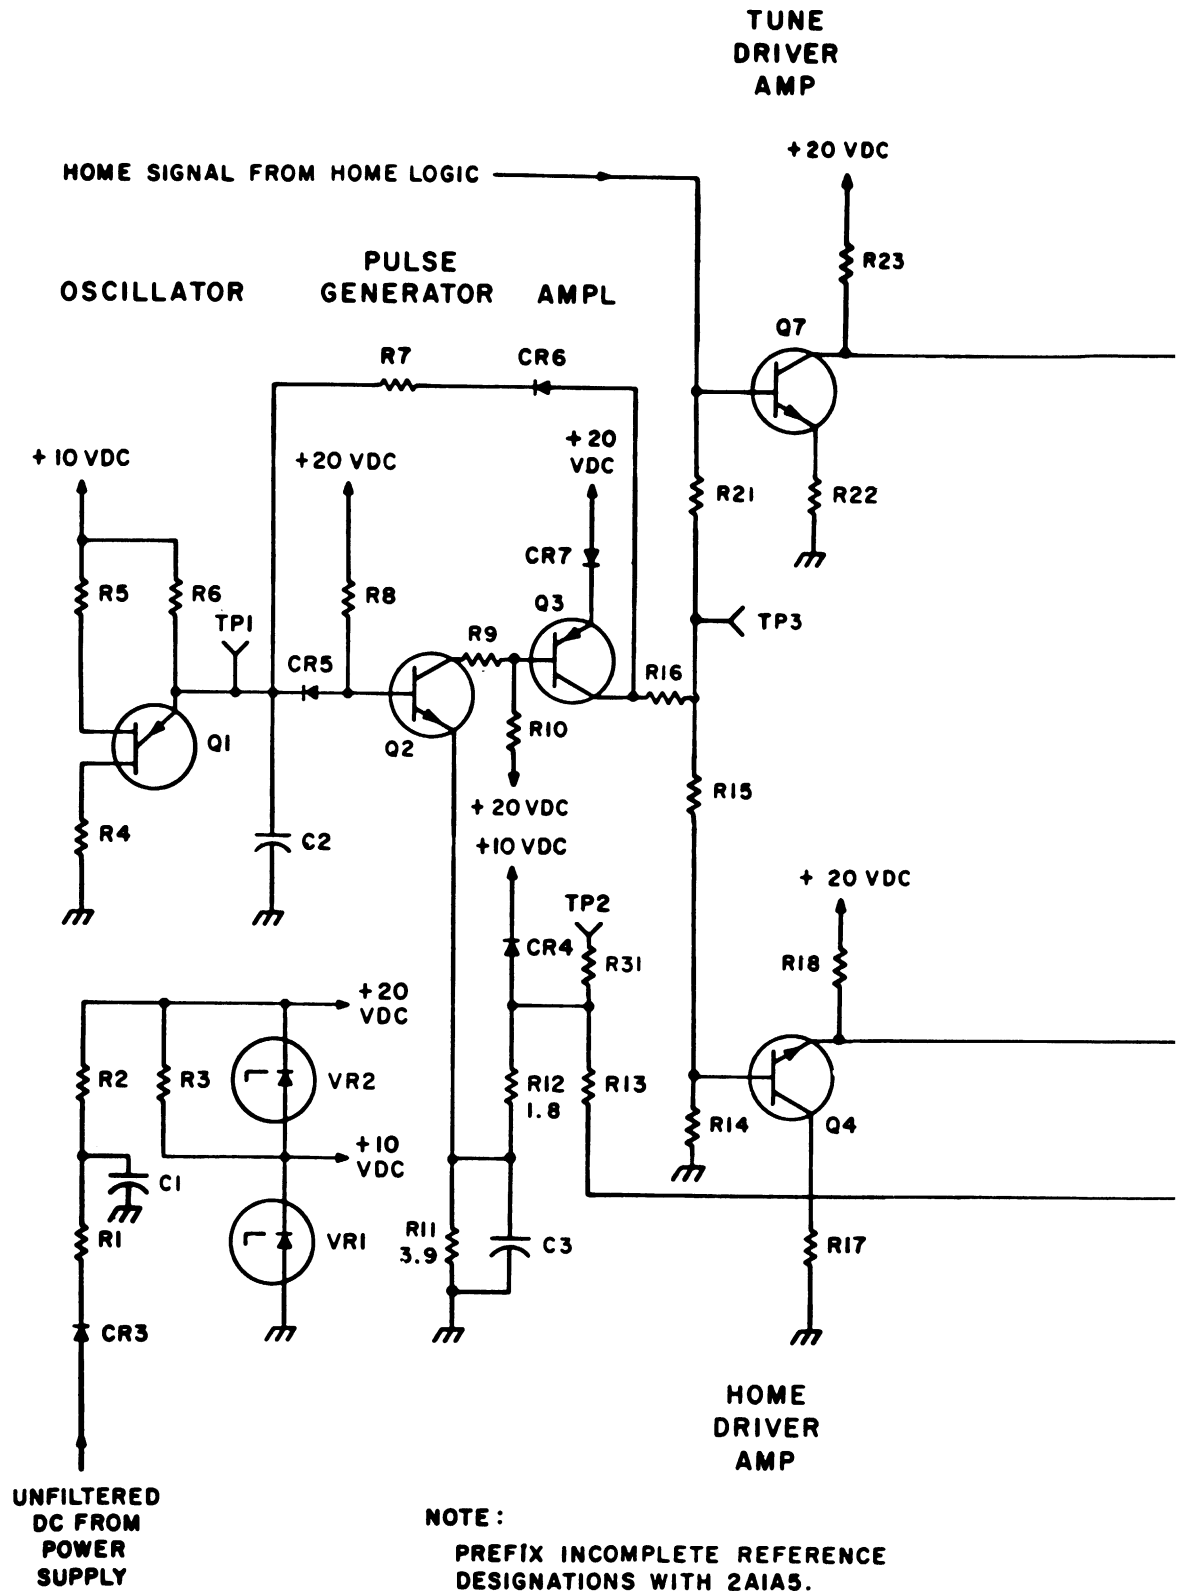 TUNE
DRIVER
AMP
+20 VDC
HOME SIGNAL FROM HOME LOGIC
R23
OSCILLATOR
PULSE
GENERATOR
AMPL
Q7
R7
CR6
+10 VDC
+20 VDC
+20
VDC
R21
R22
CR7
R5
R6
R8
Q3
TP1
TP3
R9
CR5
R16
Q1
Q2
R10
R15
+20 VDC
R4
C2
+10 VDC
+ 20 VDC
TP2
CR4
R31
R18
+20
VDC
R2
R3
VR2
R12
1.8
R13
R14
Q4
+10
VDC
C1
R1
VR1
R11
3.9
C3
R17
CR3
HOME
DRIVER
AMP
UNFILTERED
DC FROM
POWER
SUPPLY
NOTE:
PREFIX INCOMPLETE REFERENCE
DESIGNATIONS WITH 2A1A5.